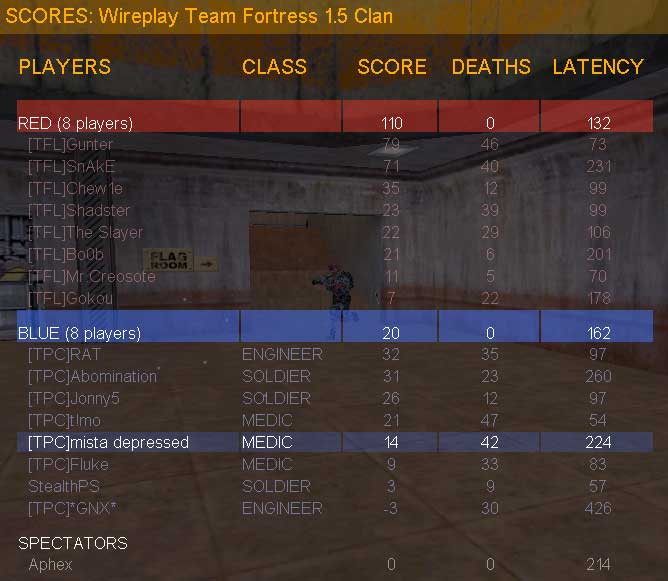 SCORES: Wireplay Team Fortress 1.5 Clan
PLAYERS CLASS SCORE DEATHS LATENCY
RED (8 players) 110 0 132
[TFL]Gunter 79 46 73
[TFL]SnAkE 71 40 231
[TFL]Chew1e 35 12 99
[TFL]Shadster 23 39 99
[TFL]The Slayer 22 29 106
[TFL]Bo0b 21 6 201
[TFL]Mr.Creosote 11 5 70
[TFL]Gokou 7 22 178
FLAG ROOM
BLUE (8 players) 20 0 162
[TPC]RAT ENGINEER 32 35 97
[TPC]Abomination SOLDIER 31 23 260
[TPC]Jonny5 SOLDIER 26 12 97
[TPC]t!mo MEDIC 21 47 54
[TPC]mista depressed MEDIC 14 42 224
[TPC]Fluke MEDIC 9 33 83
StealthPS SOLDIER 3 9 57
[TPC]*GNX* ENGINEER -3 30 426
SPECTATORS
Aphex 0 0 214